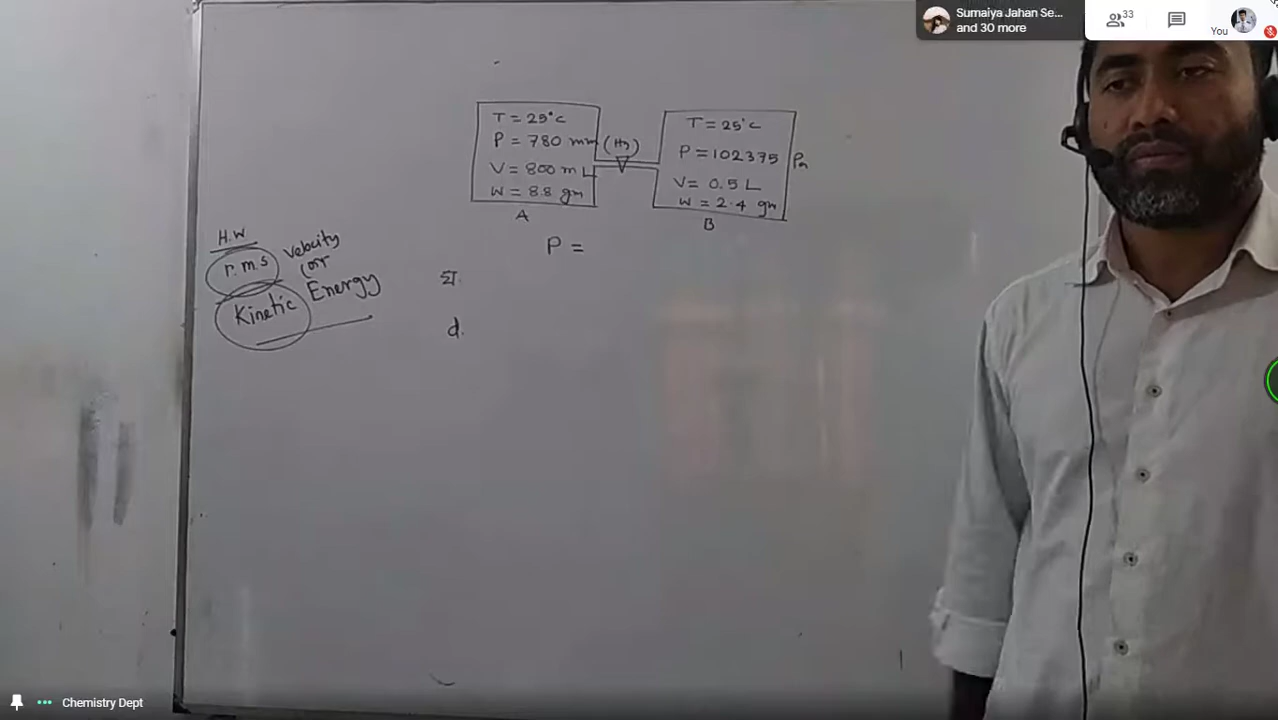 Sumaiya Jahan Se...
and 30 more
33
You
T = 25°C
P = 780 mm (Hg)
V = 800 mL
W = 8.8 gm
A
T = 25°C
P = 102375 Pa
V = 0.5 L
W = 2.4 gm
B
P =
H.W
r.m.s velocity
(or
Kinetic Energy
ঘ.
d.
Chemistry Dept